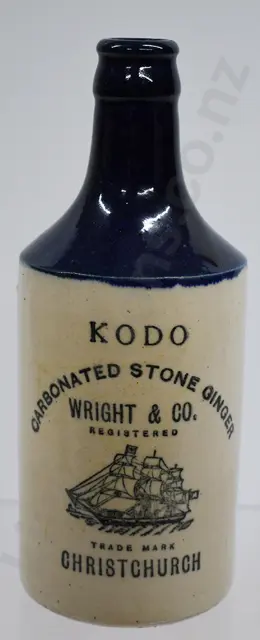 KODO
CARBONATED STONE GINGER
WRIGHT & CO.
REGISTERED
TRADE MARK
CHRISTCHURCH